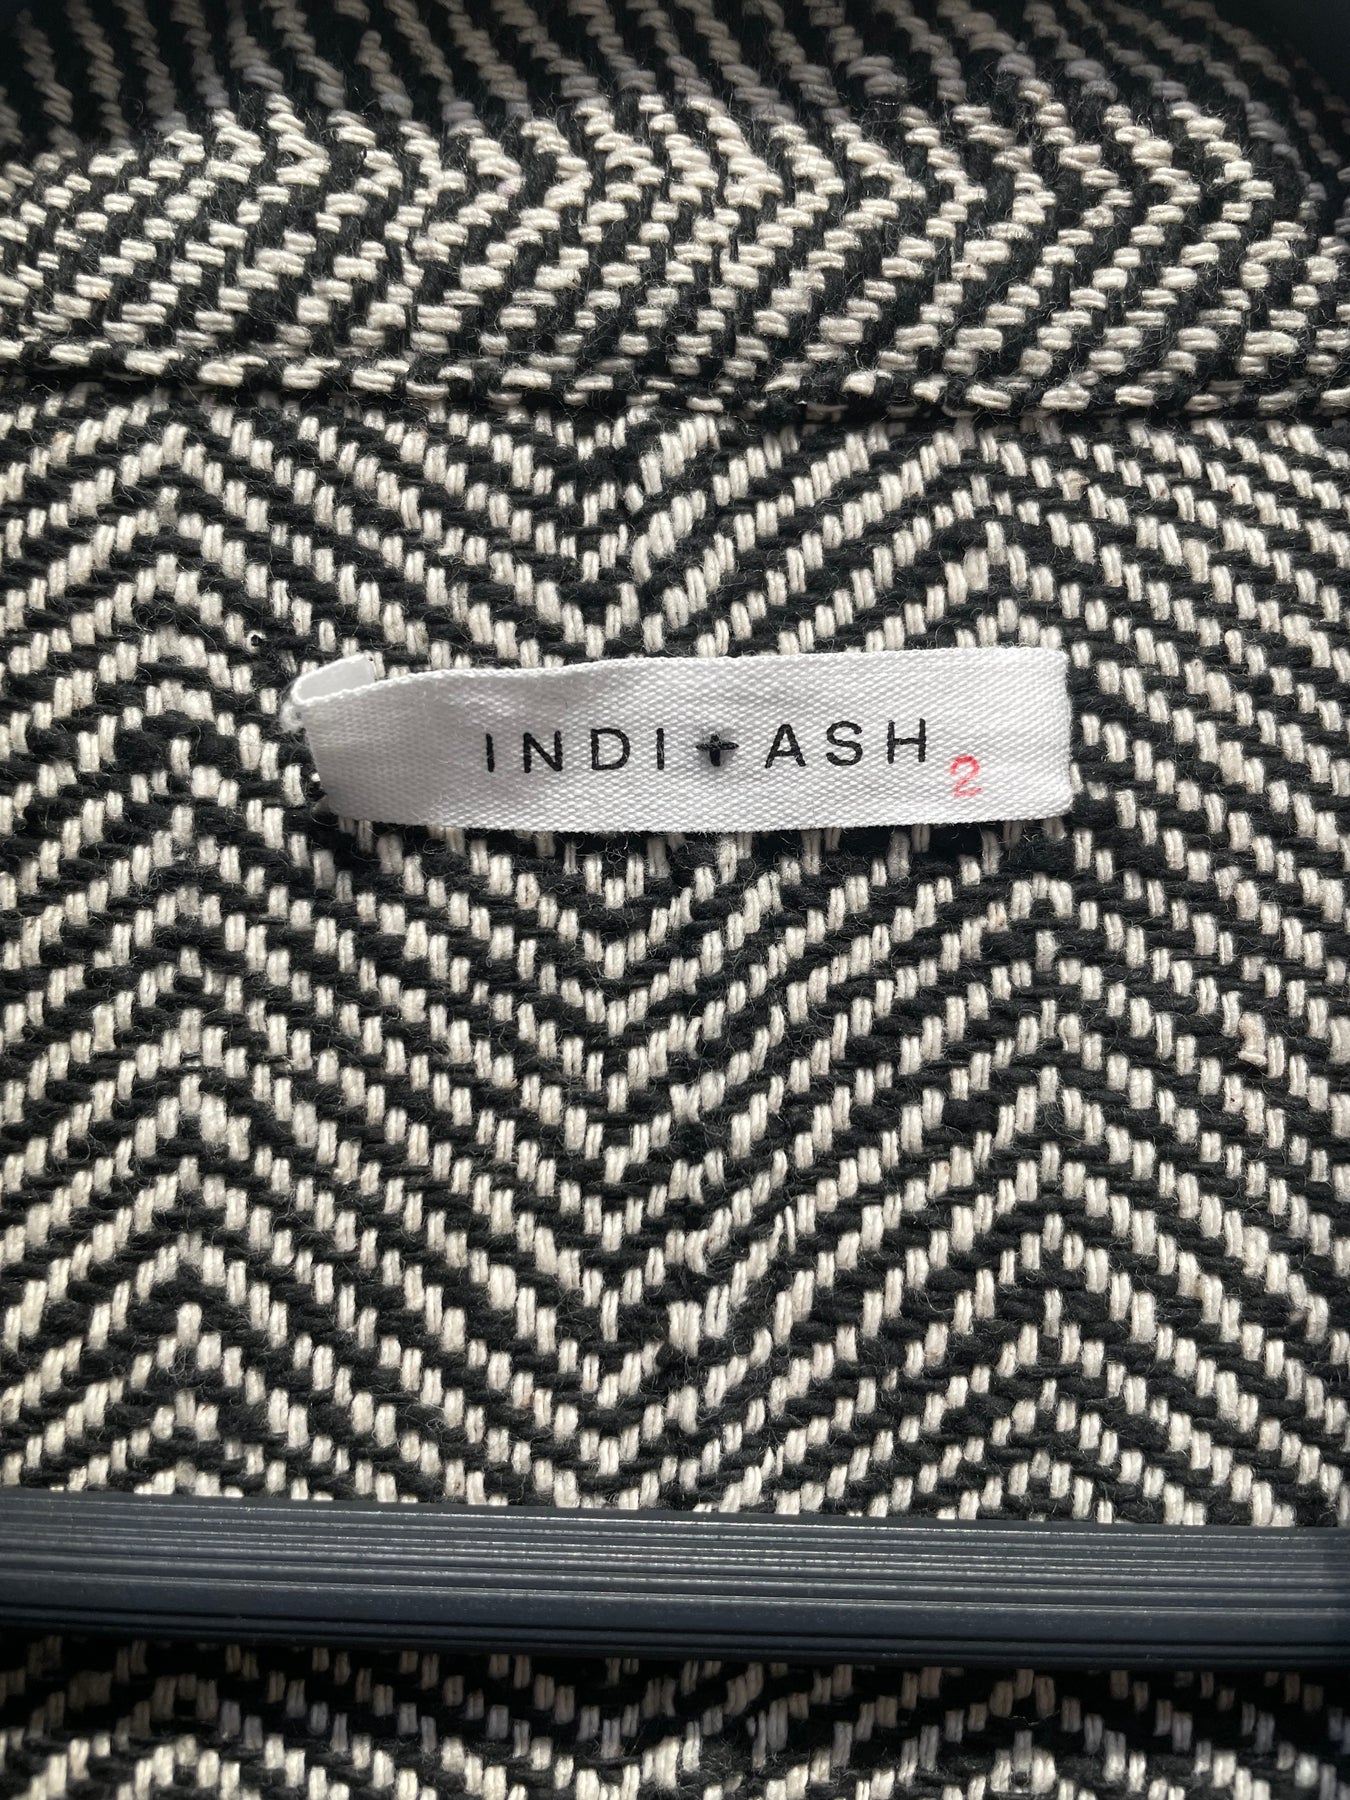 INDI + ASH 2